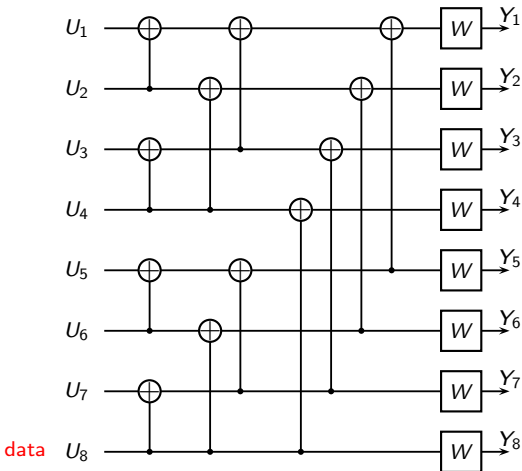 U₁ W Y₁
U₂ W Y₂
U₃ W Y₃
U₄ W Y₄
U₅ W Y₅
U₆ W Y₆
U₇ W Y₇
data U₈ W Y₈